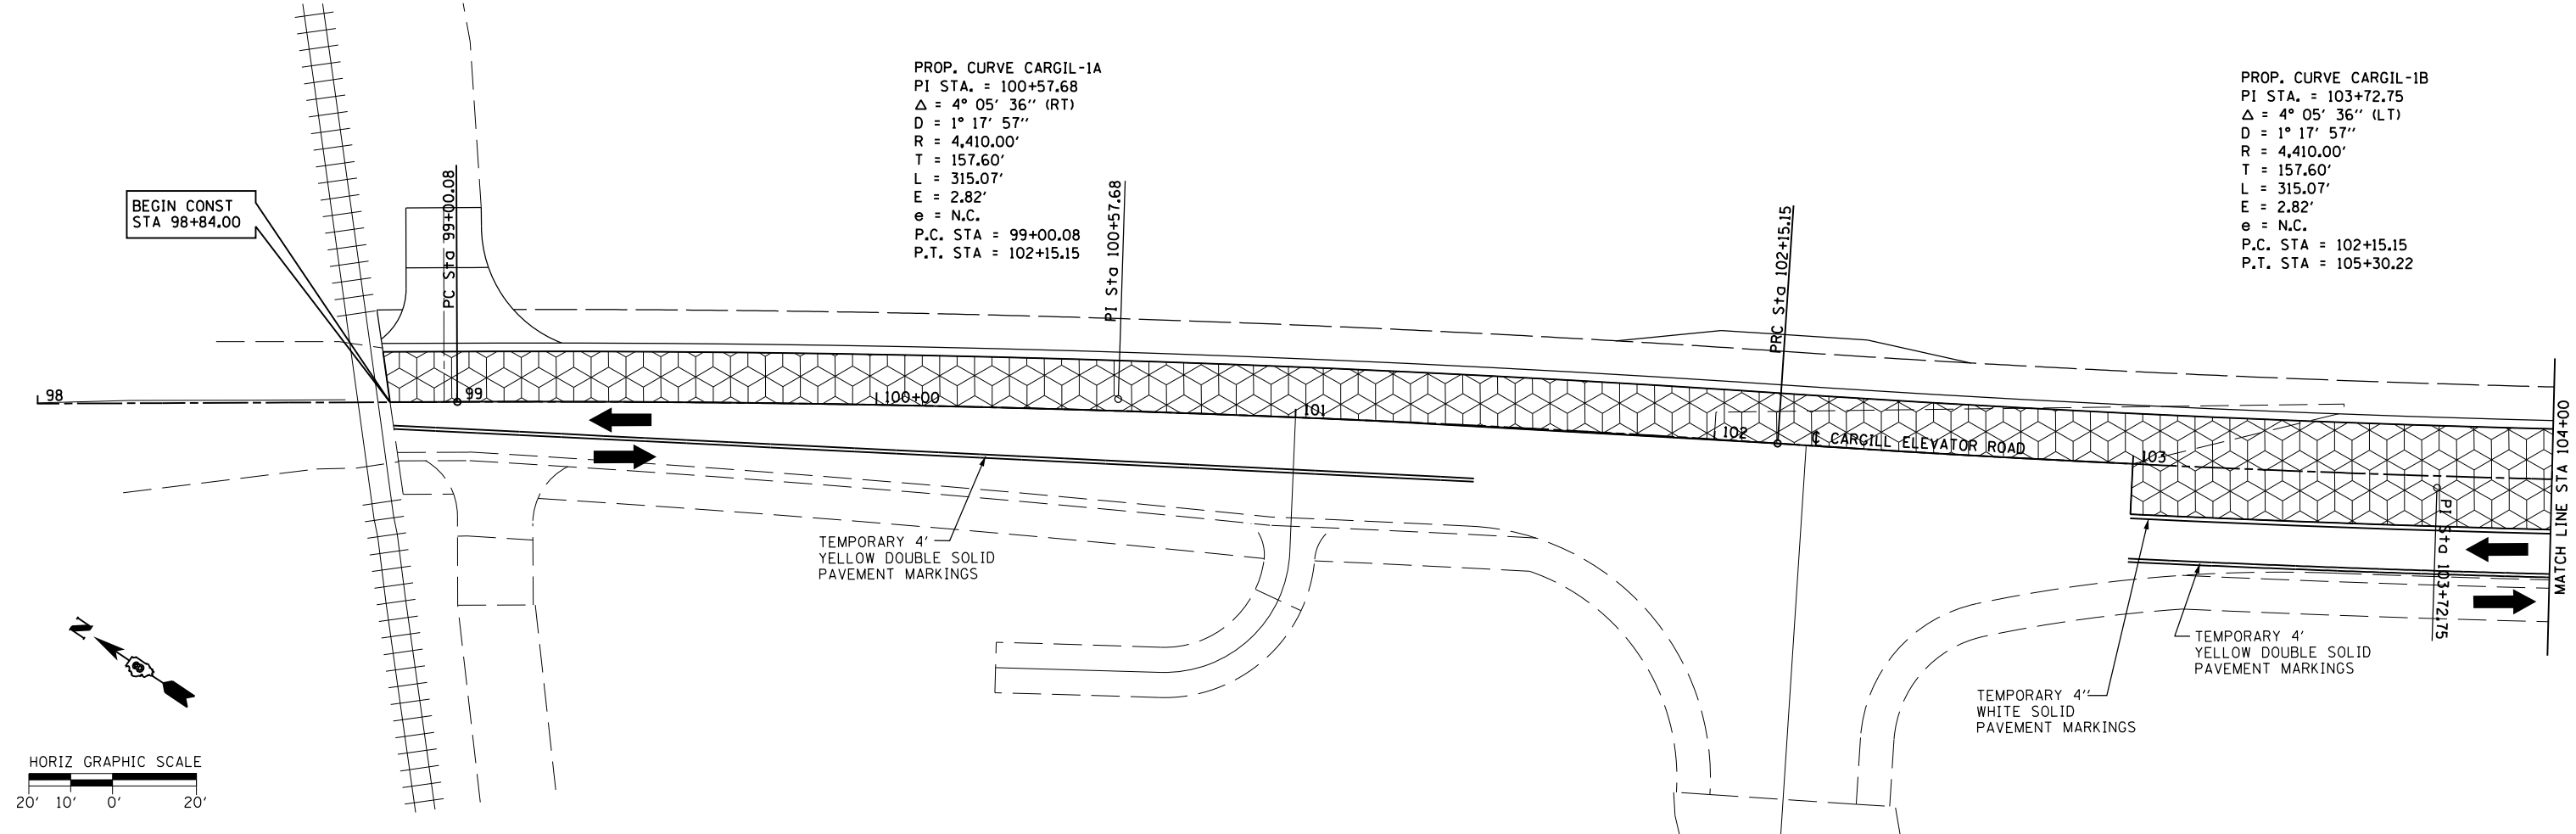 PROP. CURVE CARGIL-1A
PI STA. = 100+57.68
Δ = 4° 05' 36'' (RT)
D = 1° 17' 57''
R = 4,410.00'
T = 157.60'
L = 315.07'
E = 2.82'
e = N.C.
P.C. STA = 99+00.08
P.T. STA = 102+15.15
PROP. CURVE CARGIL-1B
PI STA. = 103+72.75
Δ = 4° 05' 36'' (LT)
D = 1° 17' 57''
R = 4,410.00'
T = 157.60'
L = 315.07'
E = 2.82'
e = N.C.
P.C. STA = 102+15.15
P.T. STA = 105+30.22
BEGIN CONST
STA 98+84.00
PC Sta 99+00.08
PI Sta 100+57.68
PRC Sta 102+15.15
98
99
100+00
101
102
℄ CARGILL ELEVATOR ROAD
103
PI Sta 103+72.75
MATCH LINE STA 104+00
TEMPORARY 4'
YELLOW DOUBLE SOLID
PAVEMENT MARKINGS
TEMPORARY 4'
YELLOW DOUBLE SOLID
PAVEMENT MARKINGS
TEMPORARY 4''
WHITE SOLID
PAVEMENT MARKINGS
N
HORIZ GRAPHIC SCALE
20' 10' 0' 20'